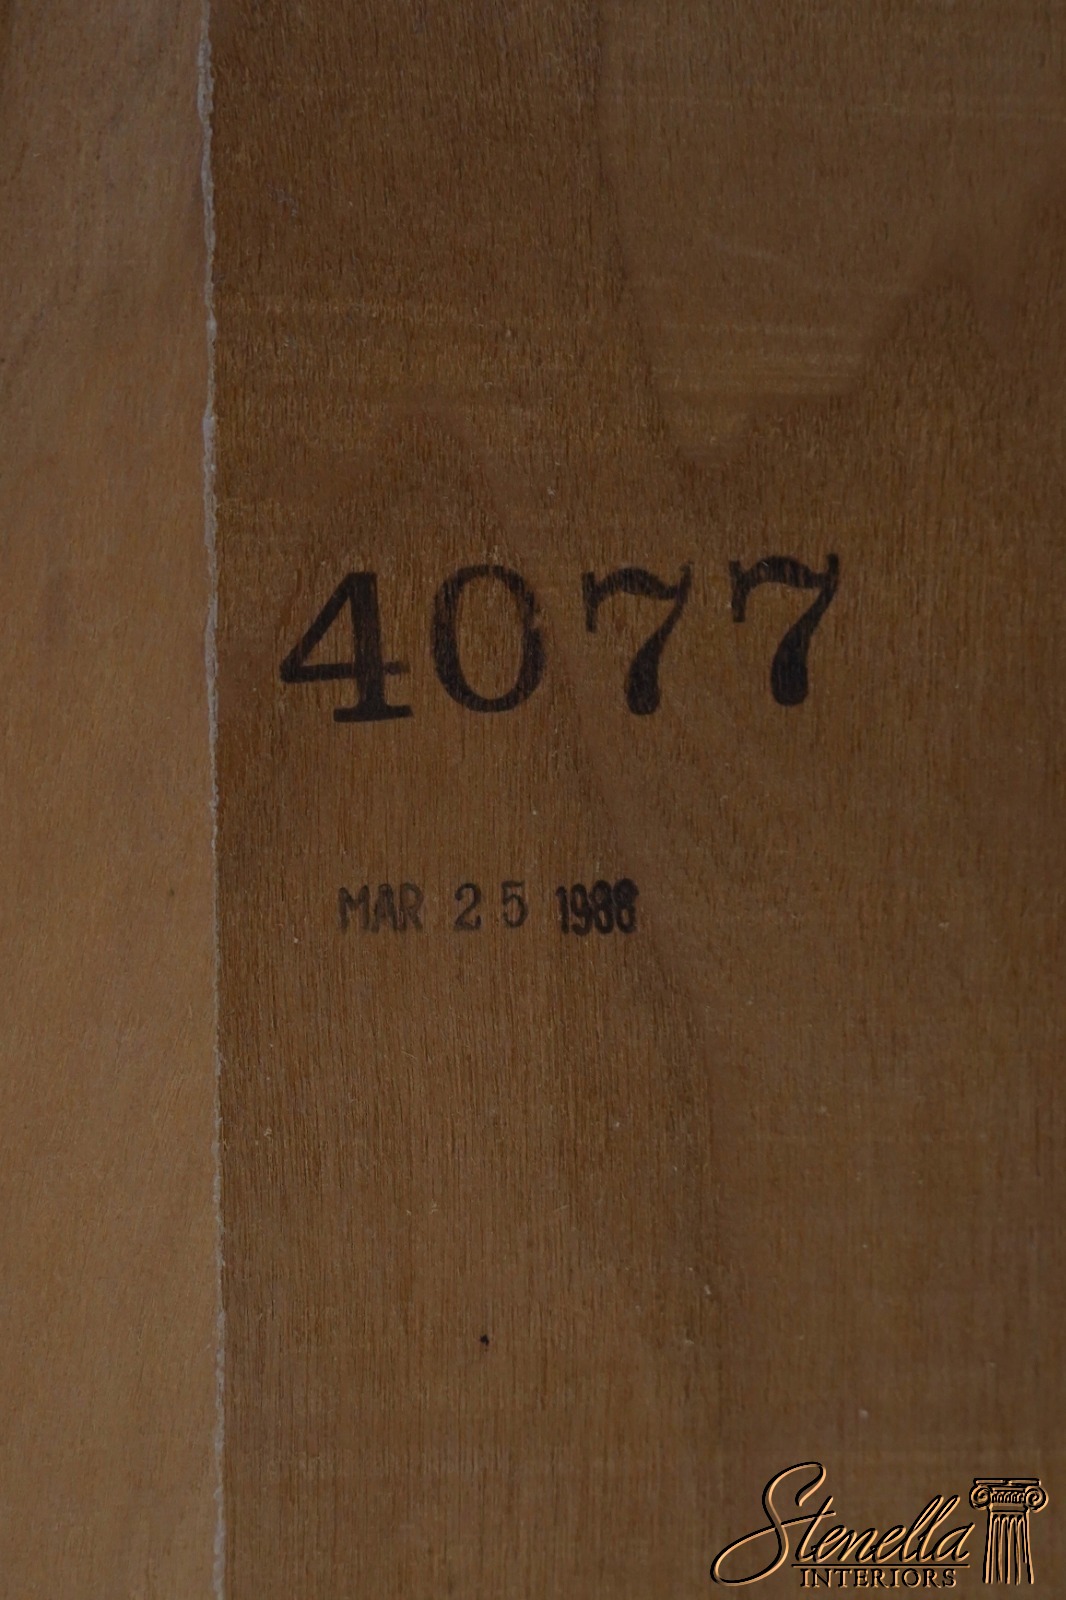 4077
MAR 25 1988
Stenella
INTERIORS